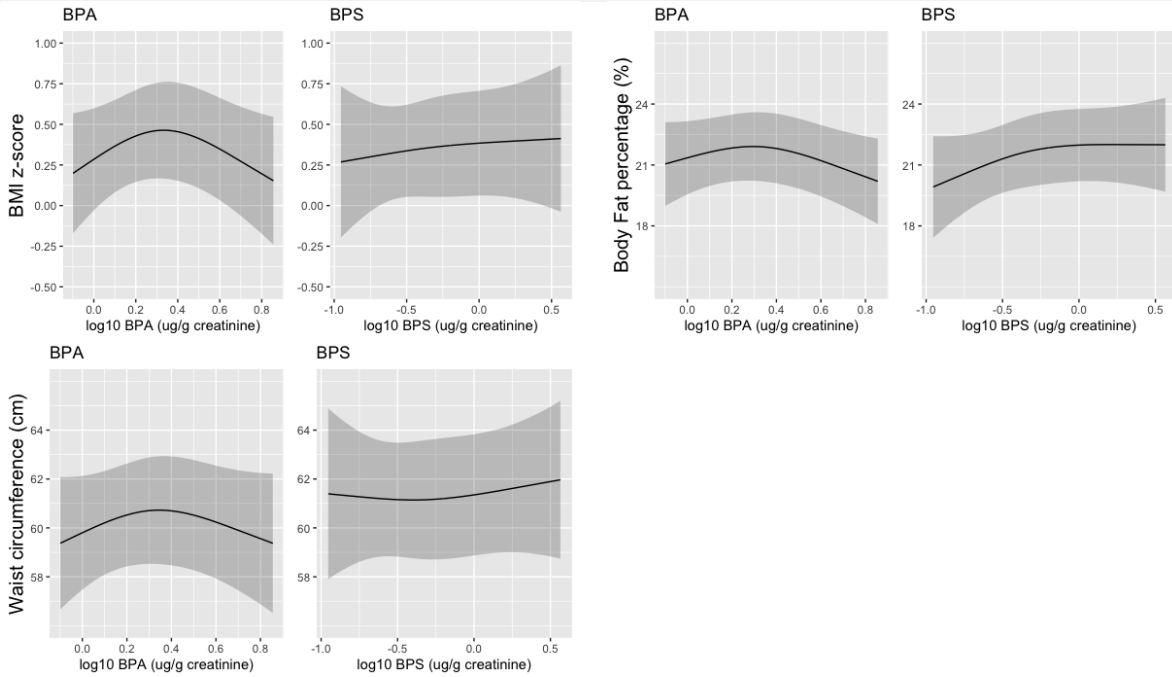 BPA
BPS
BMI z-score
1.00
0.75
0.50
0.25
0.00
-0.25
-0.50
0.0 0.2 0.4 0.6 0.8
log10 BPA (ug/g creatinine)
1.00
0.75
0.50
0.25
0.00
-0.25
-0.50
-1.0 -0.5 0.0 0.5
log10 BPS (ug/g creatinine)
BPA
BPS
Body Fat percentage (%)
24
21
18
0.0 0.2 0.4 0.6 0.8
log10 BPA (ug/g creatinine)
24
21
18
-1.0 -0.5 0.0 0.5
log10 BPS (ug/g creatinine)
BPA
BPS
Waist circumference (cm)
64
62
60
58
0.0 0.2 0.4 0.6 0.8
log10 BPA (ug/g creatinine)
64
62
60
58
-1.0 -0.5 0.0 0.5
log10 BPS (ug/g creatinine)